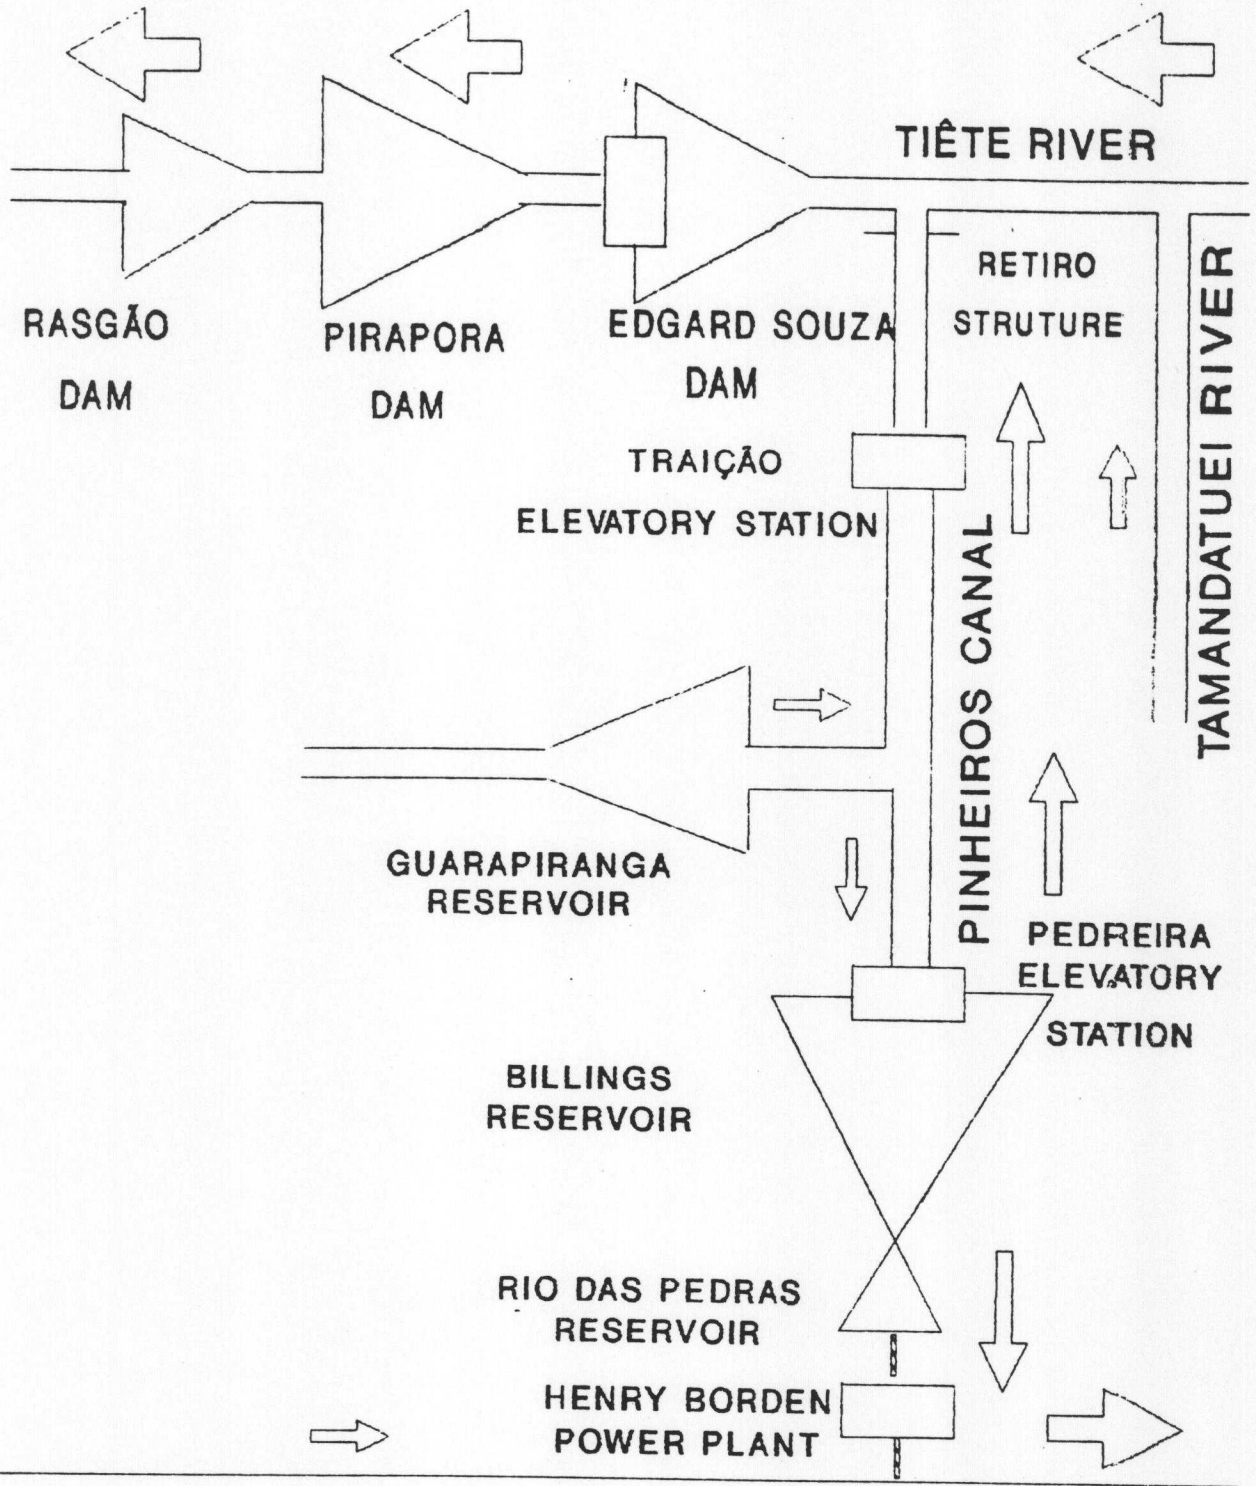 TIÊTE RIVER
RETIRO
STRUTURE
TAMANDATUEI RIVER
RASGÃO
DAM
PIRAPORA
DAM
EDGARD SOUZA
DAM
TRAIÇÃO
ELEVATORY STATION
PINHEIROS CANAL
GUARAPIRANGA
RESERVOIR
PEDREIRA
ELEVATORY
STATION
BILLINGS
RESERVOIR
RIO DAS PEDRAS
RESERVOIR
HENRY BORDEN
POWER PLANT